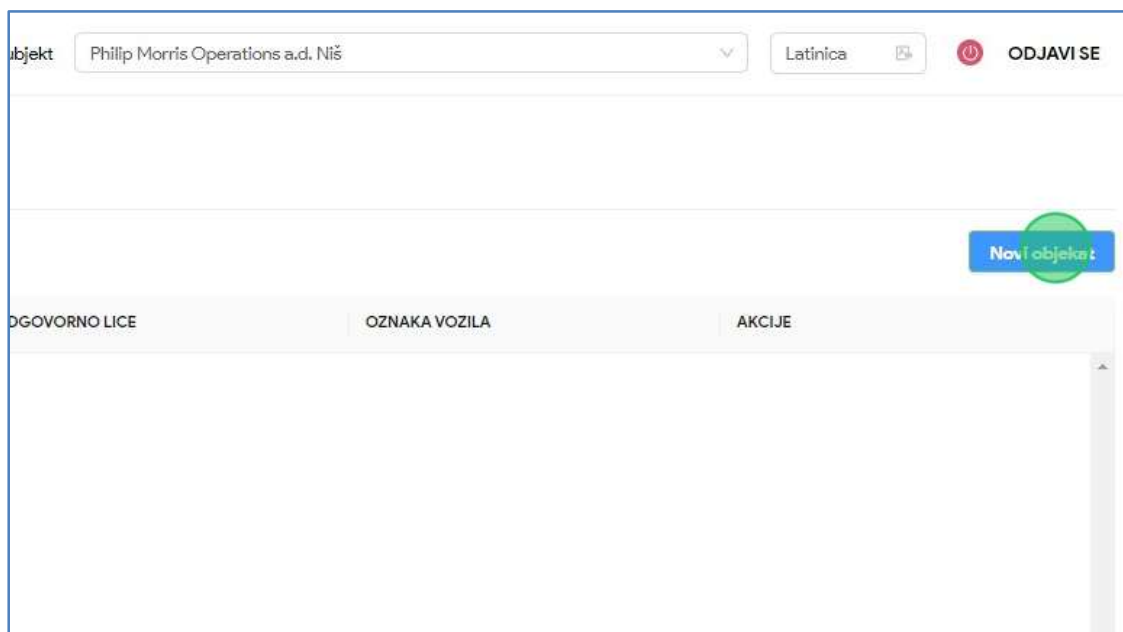 ubjekt Philip Morris Operations a.d. Niš Latinica ODJAVI SE
Novi objekat
DGOVORNO LICE OZNAKA VOZILA AKCIJE